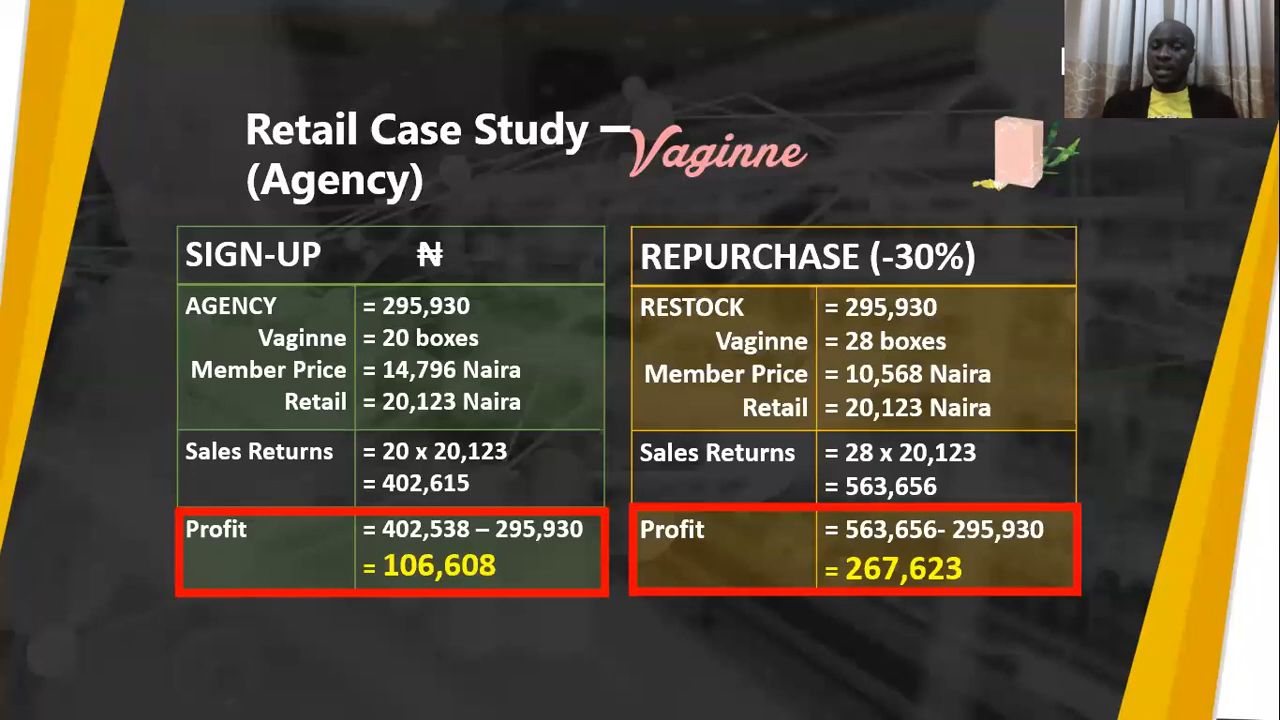 Retail Case Study –
Vaginne
(Agency)
SIGN-UP ₦
AGENCY = 295,930
Vaginne = 20 boxes
Member Price = 14,796 Naira
Retail = 20,123 Naira
Sales Returns = 20 x 20,123
= 402,615
Profit = 402,538 – 295,930
= 106,608
REPURCHASE (-30%)
RESTOCK = 295,930
Vaginne = 28 boxes
Member Price = 10,568 Naira
Retail = 20,123 Naira
Sales Returns = 28 x 20,123
= 563,656
Profit = 563,656- 295,930
= 267,623